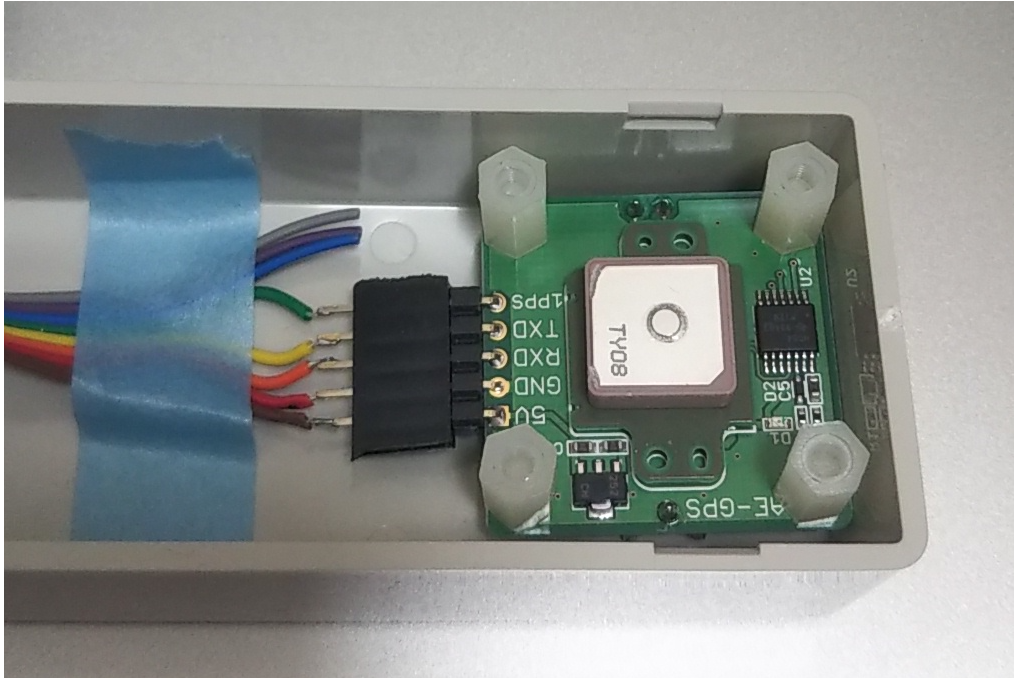 1PPS
TXD
RXD
GND
5V
TY08
U2
D2
C5
D1
AE-GPS